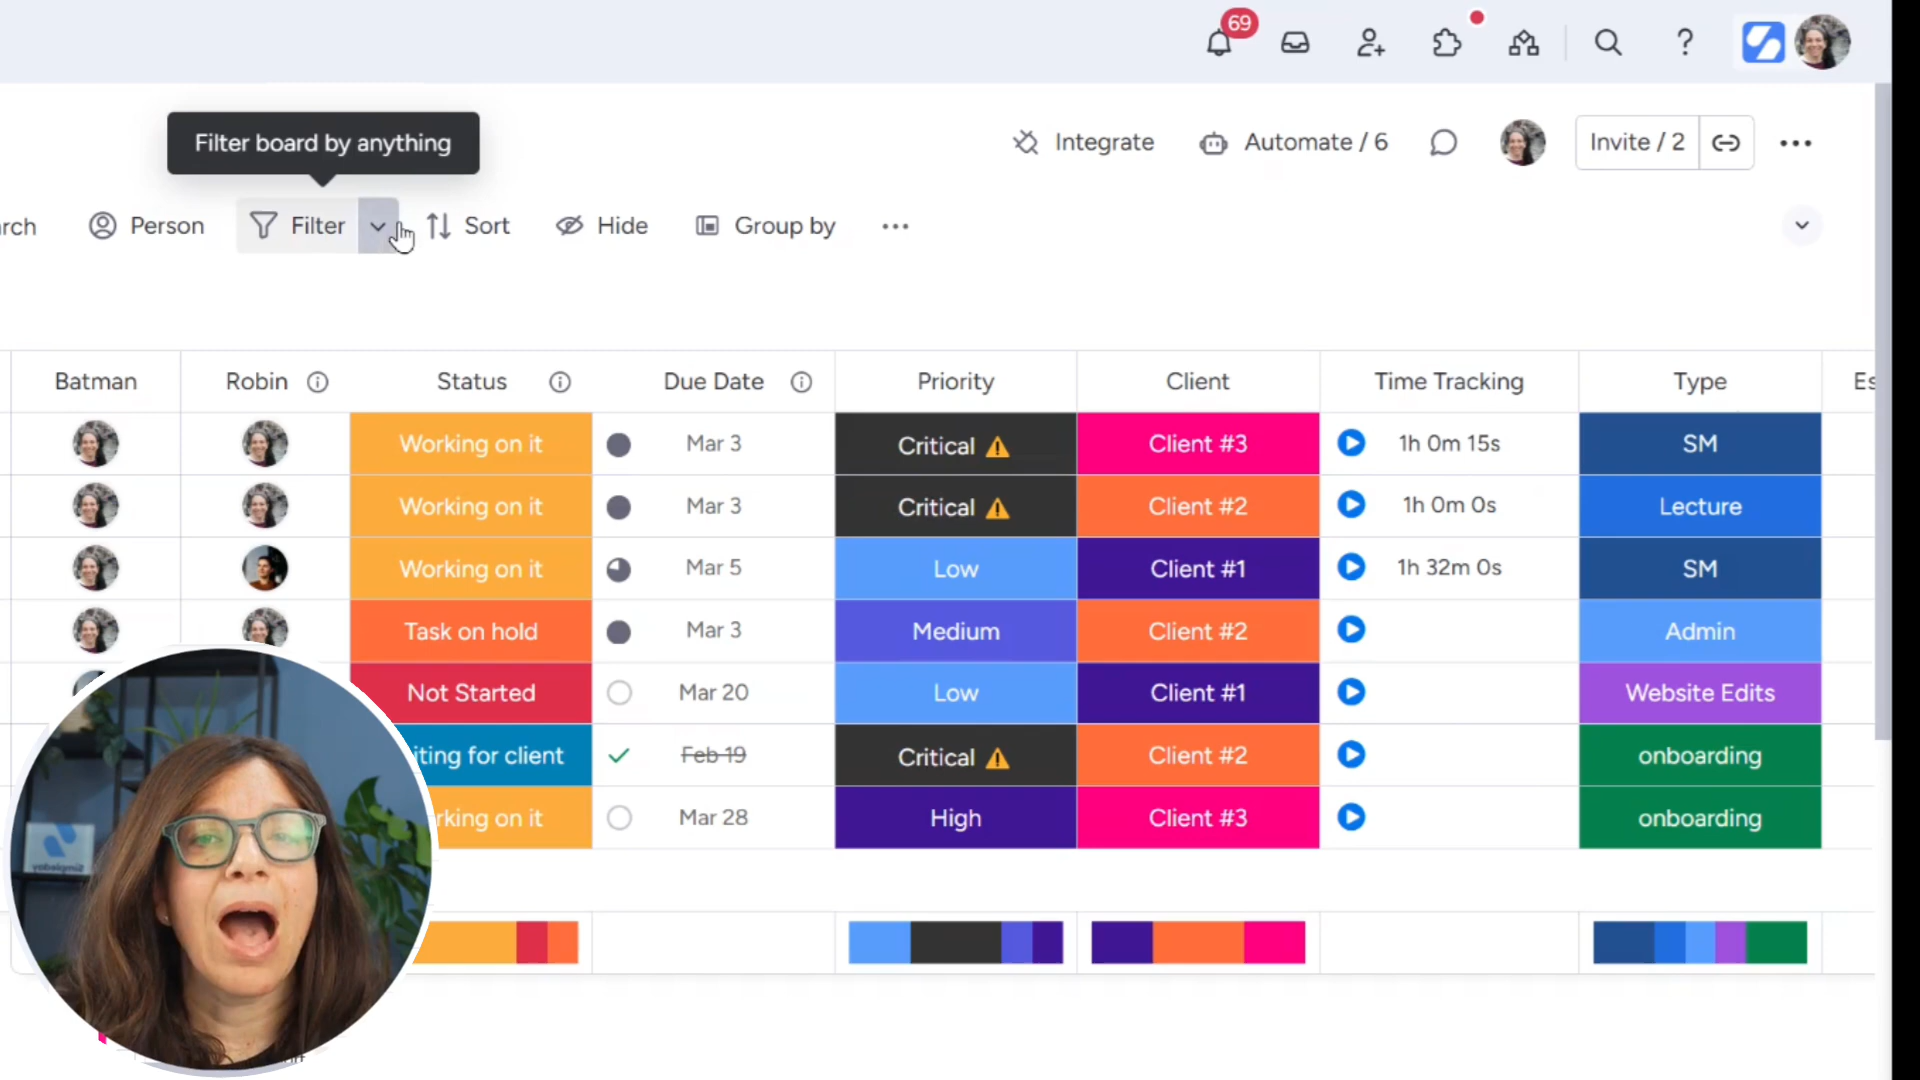 69
Filter board by anything
Integrate
Automate / 6
Invite / 2
rch
Person
Filter
Sort
Hide
Group by
Batman
Robin
Status
Due Date
Priority
Client
Time Tracking
Type
Es
Working on it
Mar 3
Critical
Client #3
1h 0m 15s
SM
Working on it
Mar 3
Critical
Client #2
1h 0m 0s
Lecture
Working on it
Mar 5
Low
Client #1
1h 32m 0s
SM
Task on hold
Mar 3
Medium
Client #2
Admin
Not Started
Mar 20
Low
Client #1
Website Edits
iting for client
Feb 19
Critical
Client #2
onboarding
rking on it
Mar 28
High
Client #3
onboarding
Simpleday